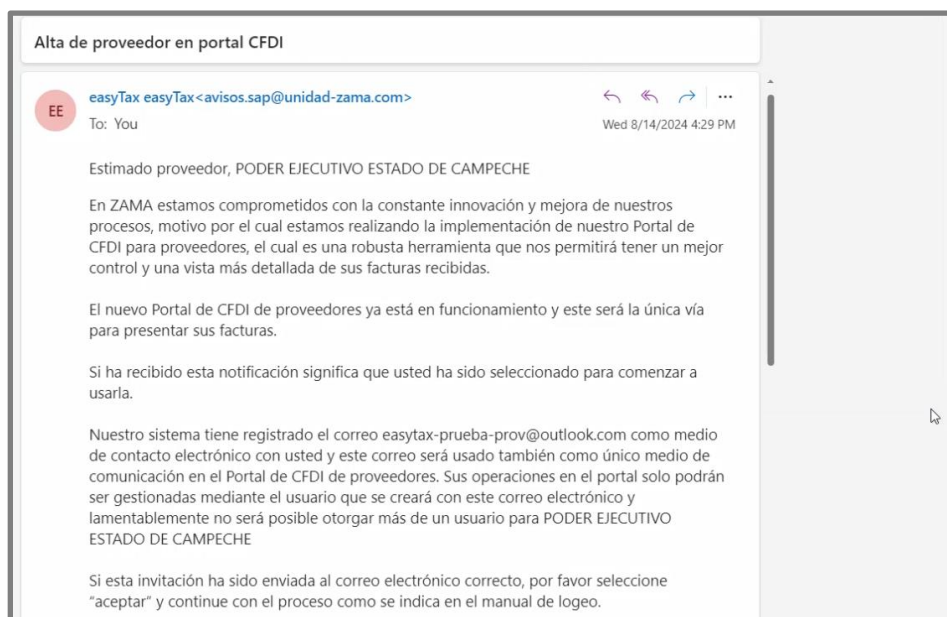 Alta de proveedor en portal CFDI
EE
easyTax easyTax<avisos.sap@unidad-zama.com>
To: You
Wed 8/14/2024 4:29 PM
Estimado proveedor, PODER EJECUTIVO ESTADO DE CAMPECHE
En ZAMA estamos comprometidos con la constante innovación y mejora de nuestros
procesos, motivo por el cual estamos realizando la implementación de nuestro Portal de
CFDI para proveedores, el cual es una robusta herramienta que nos permitirá tener un mejor
control y una vista más detallada de sus facturas recibidas.
El nuevo Portal de CFDI de proveedores ya está en funcionamiento y este será la única vía
para presentar sus facturas.
Si ha recibido esta notificación significa que usted ha sido seleccionado para comenzar a
usarla.
Nuestro sistema tiene registrado el correo easytax-prueba-prov@outlook.com como medio
de contacto electrónico con usted y este correo será usado también como único medio de
comunicación en el Portal de CFDI de proveedores. Sus operaciones en el portal solo podrán
ser gestionadas mediante el usuario que se creará con este correo electrónico y
lamentablemente no será posible otorgar más de un usuario para PODER EJECUTIVO
ESTADO DE CAMPECHE
Si esta invitación ha sido enviada al correo electrónico correcto, por favor seleccione
“aceptar” y continue con el proceso como se indica en el manual de logeo.